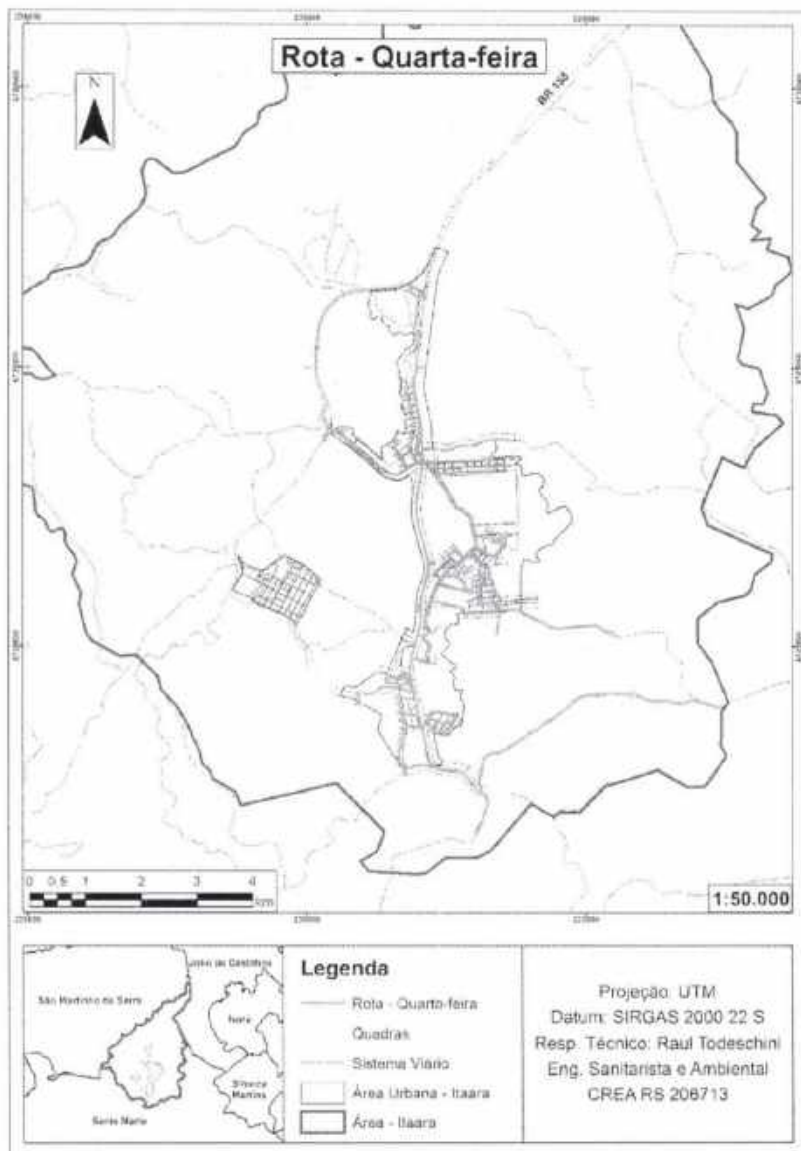 Rota - Quarta-feira
N
BR 158
0 0,5 1 2 3 4
km
1:50.000
São Martinho da Serra
Júlio de Castilhos
Ivorá
Silveira
Martins
Santa Maria
Legenda
Rota - Quarta-feira
Quadras
Sistema Viário
Área Urbana - Itaara
Área - Itaara
Projeção: UTM
Datum: SIRGAS 2000 22 S
Resp. Técnico: Raul Todeschini
Eng. Sanitarista e Ambiental
CREA RS 206713